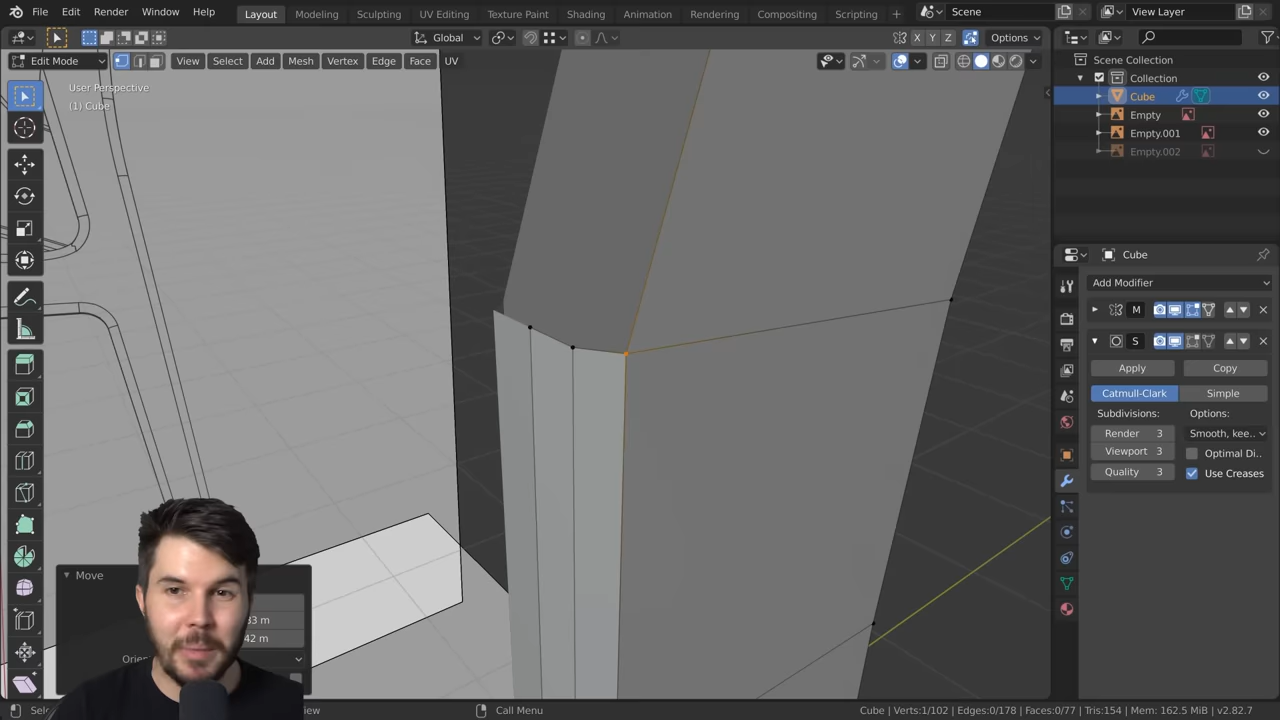 File Edit Render Window Help
Layout Modeling Sculpting UV Editing Texture Paint Shading Animation Rendering Compositing Scripting +
Scene
View Layer
Global
X Y Z
Options
Edit Mode
View Select Add Mesh Vertex Edge Face UV
User Perspective
(1) Cube
Scene Collection
Collection
Cube
Empty
Empty.001
Empty.002
Cube
Add Modifier
M
S
Apply
Copy
Catmull-Clark
Simple
Subdivisions:
Options:
Render 3
Smooth, kee..
Viewport 3
Optimal Di..
Quality 3
Use Creases
Move
33 m
42 m
Call Menu
Cube | Verts:1/102 | Edges:0/178 | Faces:0/77 | Tris:154 | Mem: 162.5 MiB | v2.82.7